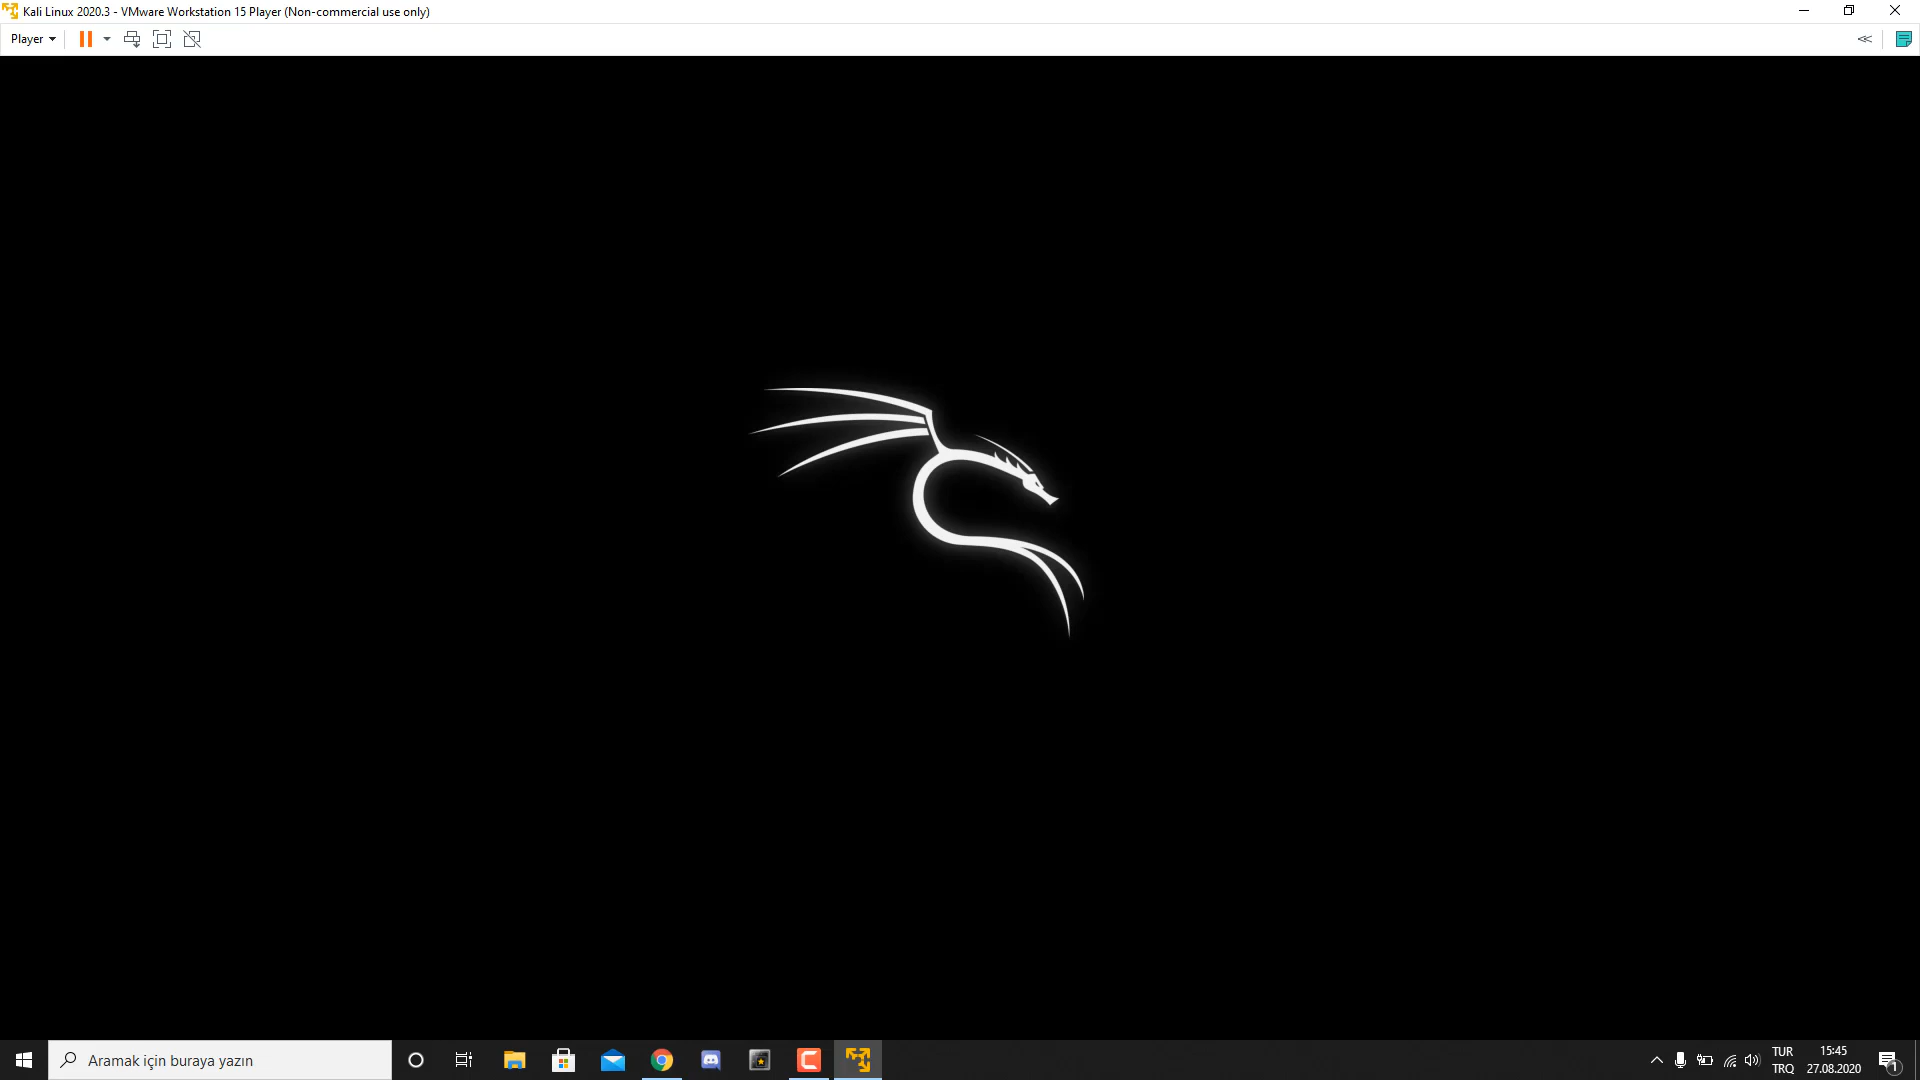 Kali Linux 2020.3 - VMware Workstation 15 Player (Non-commercial use only)
Player
Aramak için buraya yazın
TUR 15:45
TRQ 27.08.2020
1